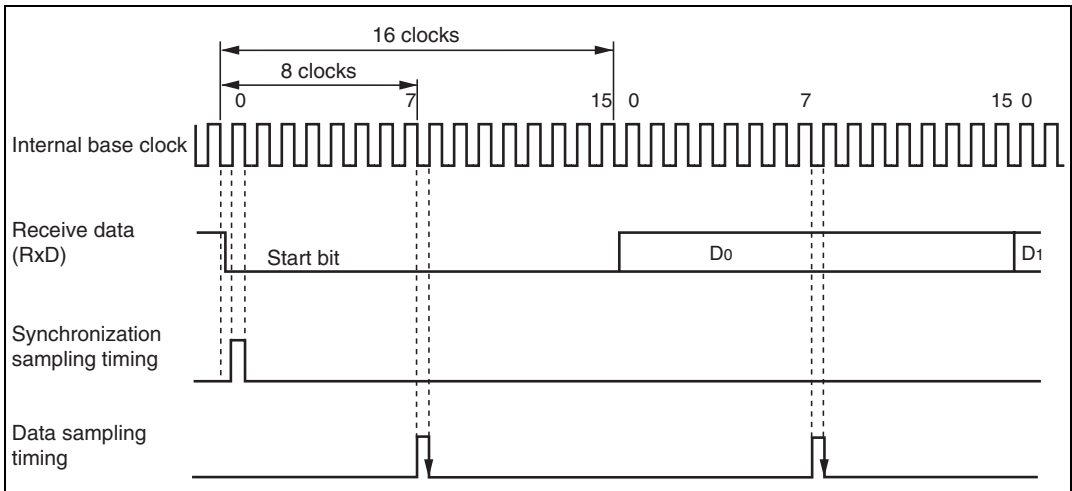 16 clocks
8 clocks
0 7 15 0 7 15 0
Internal base clock
Receive data
(RxD)
Start bit
D0
D1
Synchronization
sampling timing
Data sampling
timing